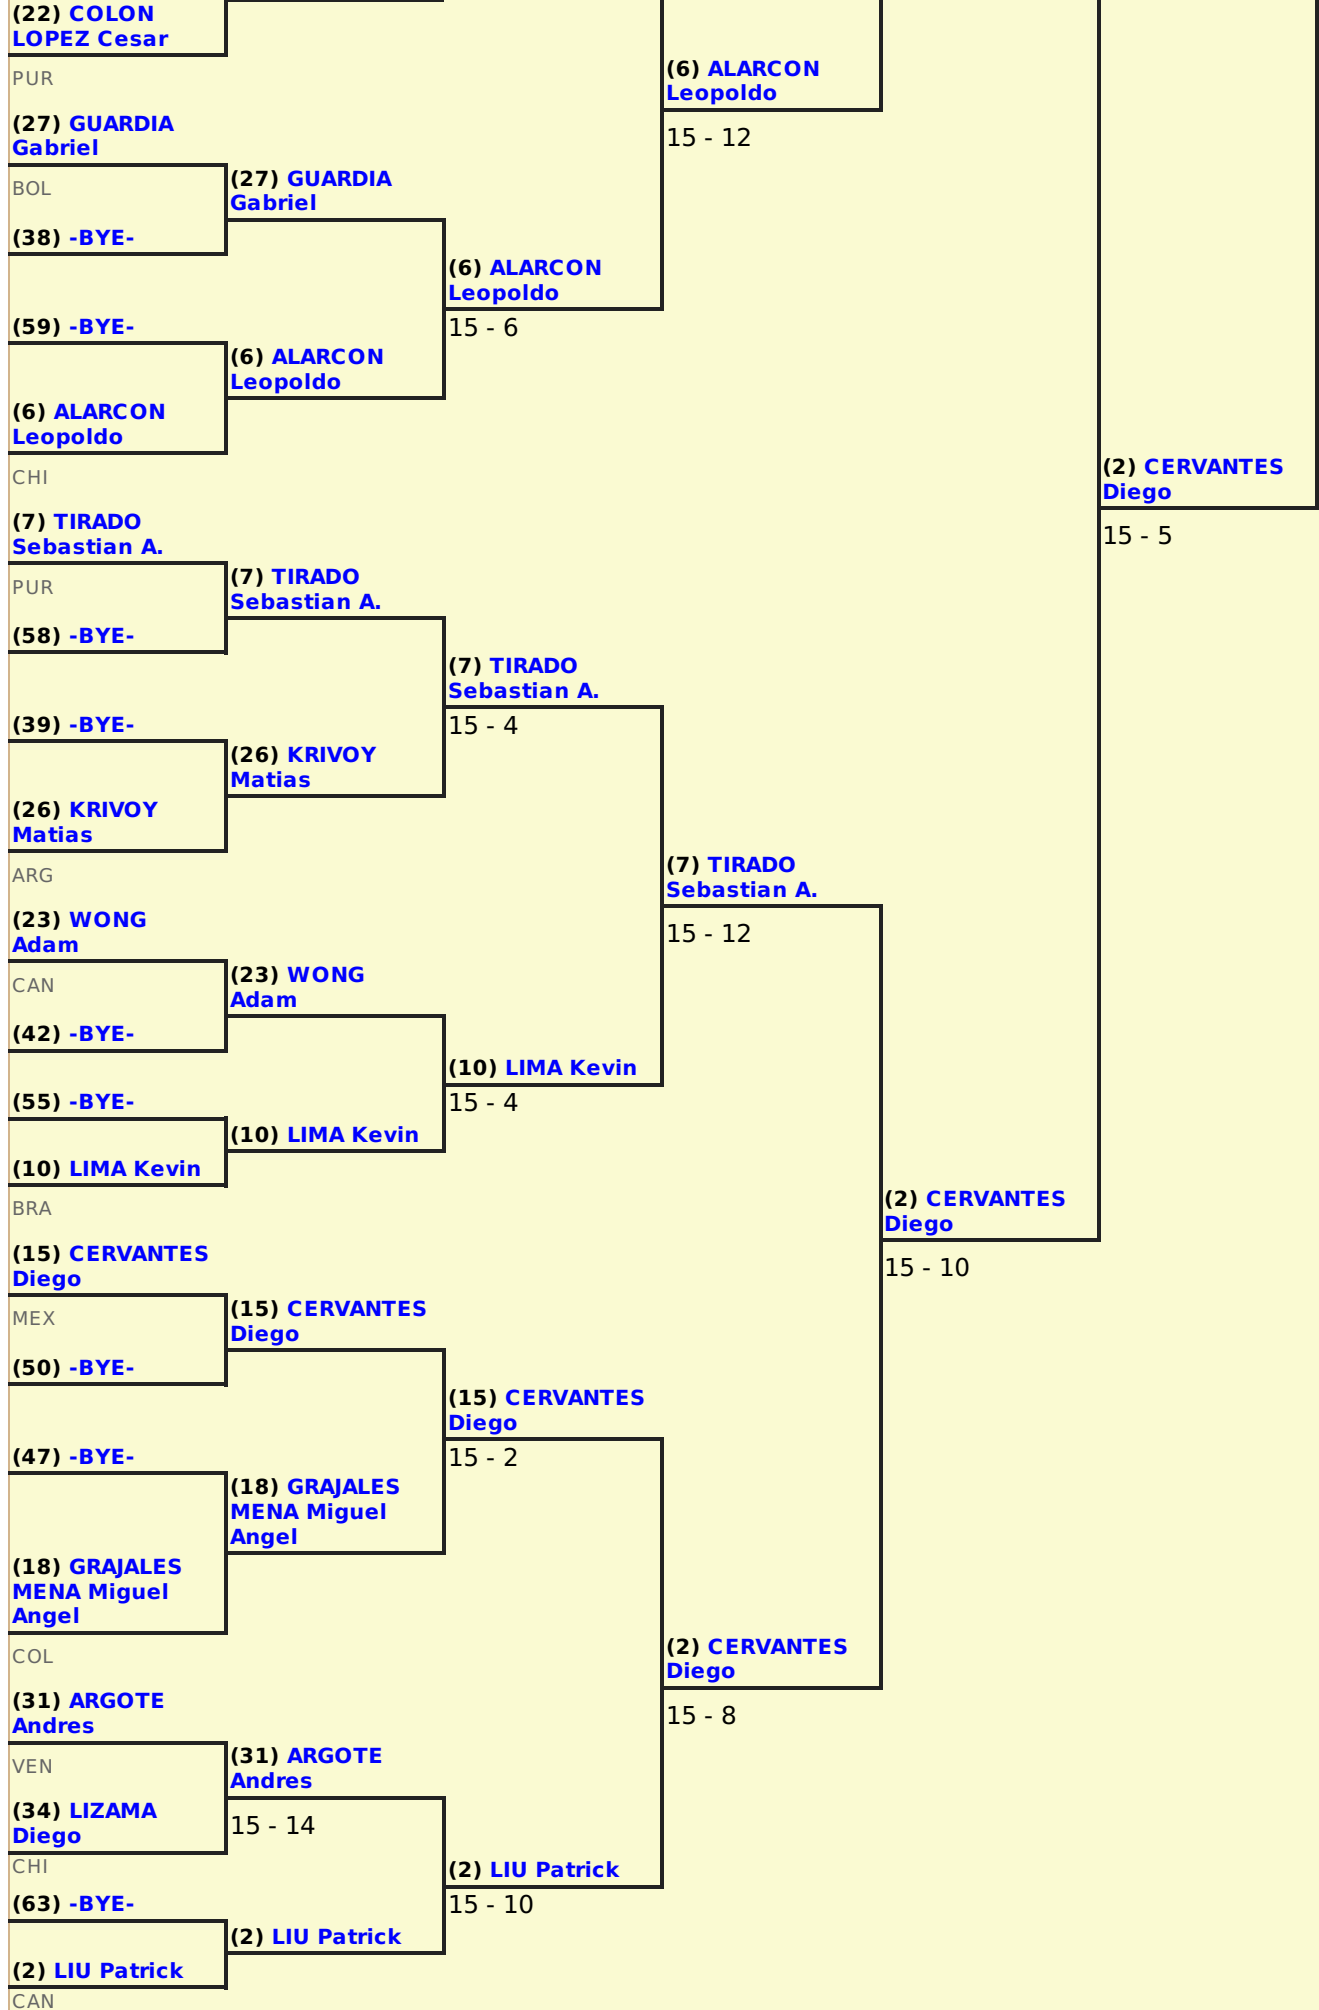 (22) COLON
LOPEZ Cesar
PUR
(27) GUARDIA
Gabriel
BOL
(38) -BYE-
(59) -BYE-
(6) ALARCON
Leopoldo
CHI
(7) TIRADO
Sebastian A.
PUR
(58) -BYE-
(39) -BYE-
(26) KRIVOY
Matias
ARG
(23) WONG
Adam
CAN
(42) -BYE-
(55) -BYE-
(10) LIMA Kevin
BRA
(15) CERVANTES
Diego
MEX
(50) -BYE-
(47) -BYE-
(18) GRAJALES
MENA Miguel
Angel
COL
(31) ARGOTE
Andres
VEN
(34) LIZAMA
Diego
CHI
(63) -BYE-
(2) LIU Patrick
CAN
(27) GUARDIA
Gabriel
(6) ALARCON
Leopoldo
(7) TIRADO
Sebastian A.
(26) KRIVOY
Matias
(23) WONG
Adam
(10) LIMA Kevin
(15) CERVANTES
Diego
(18) GRAJALES
MENA Miguel
Angel
(31) ARGOTE
Andres
15 - 14
(2) LIU Patrick
(6) ALARCON
Leopoldo
15 - 6
(7) TIRADO
Sebastian A.
15 - 4
(10) LIMA Kevin
15 - 4
(15) CERVANTES
Diego
15 - 2
(2) LIU Patrick
15 - 10
(6) ALARCON
Leopoldo
15 - 12
(7) TIRADO
Sebastian A.
15 - 12
(2) CERVANTES
Diego
15 - 8
(2) CERVANTES
Diego
15 - 10
(2) CERVANTES
Diego
15 - 5